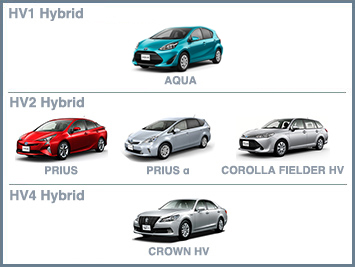 HV1 Hybrid
AQUA
HV2 Hybrid
PRIUS PRIUS α COROLLA FIELDER HV
HV4 Hybrid
CROWN HV